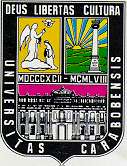 DEUS LIBERTAS CULTURA
UNIVERSITAS
CARABOBENSIS
MDCCCXCII - MCMLVIII